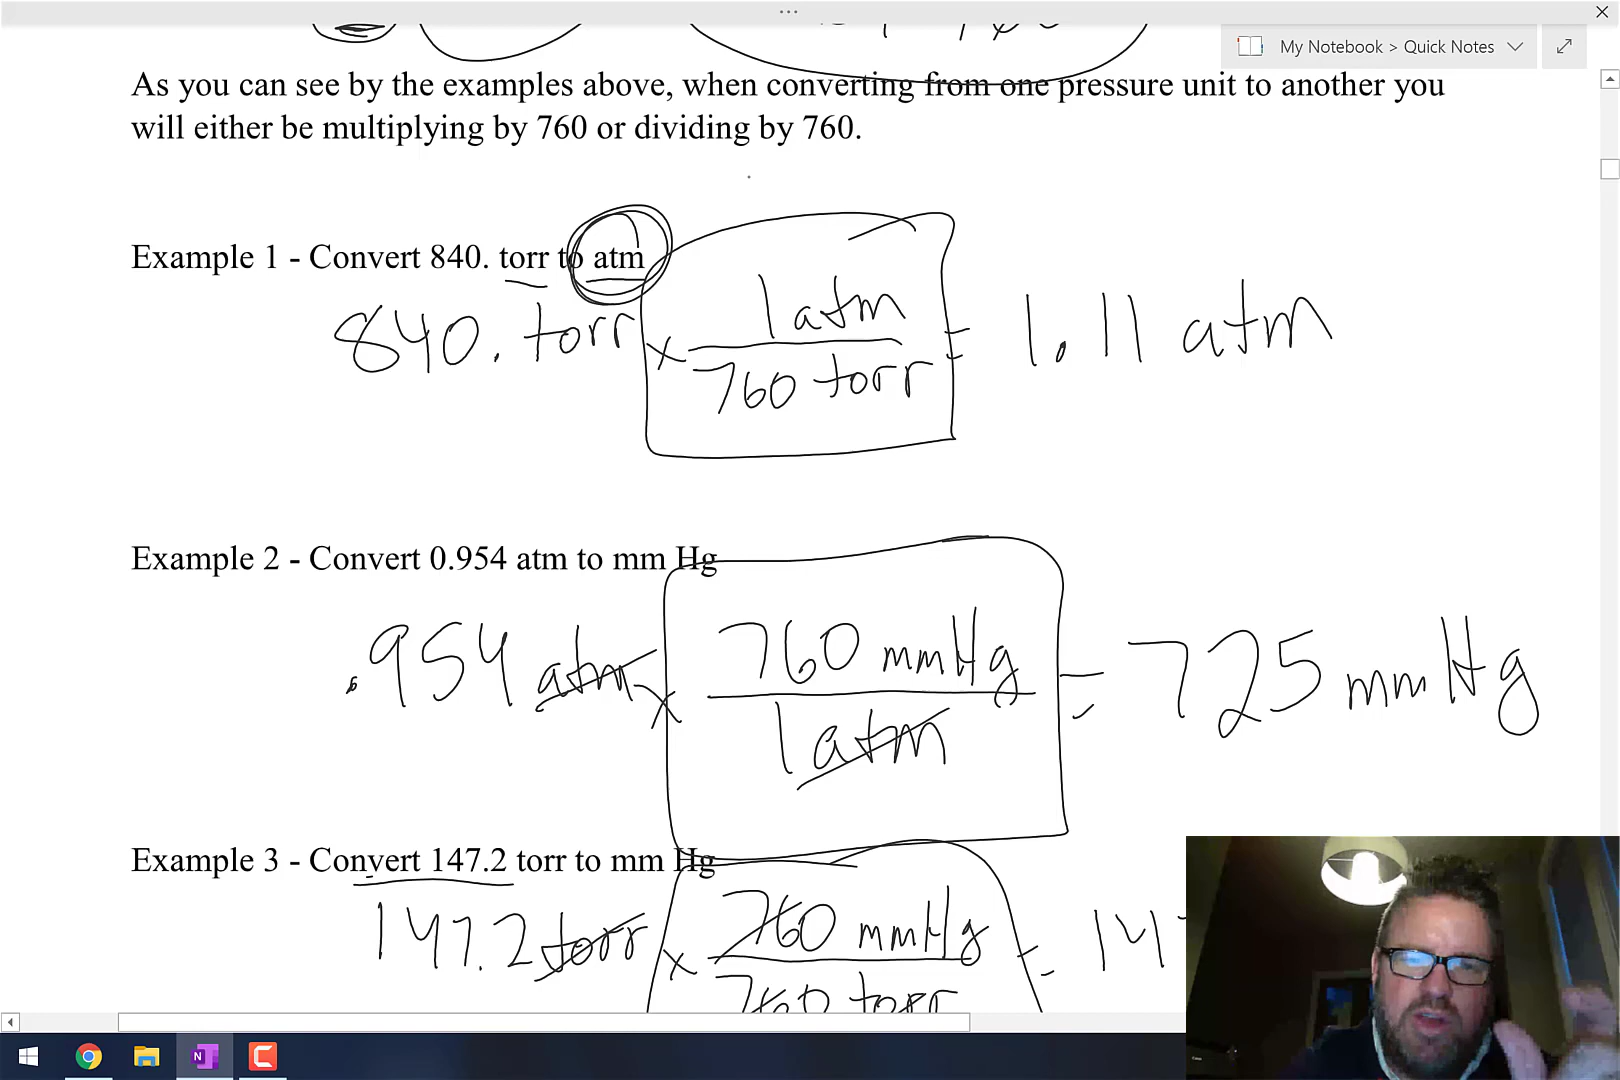 My Notebook > Quick Notes
As you can see by the examples above, when converting from one pressure unit to another you
will either be multiplying by 760 or dividing by 760.
Example 1 - Convert 840. torr to atm
840. torr x 1 atm / 760 torr = 1.11 atm
Example 2 - Convert 0.954 atm to mm Hg
.954 atm x 760 mmHg / 1 atm = 725 mmHg
Example 3 - Convert 147.2 torr to mm Hg
147.2 torr x 760 mmHg / 760 torr = 147